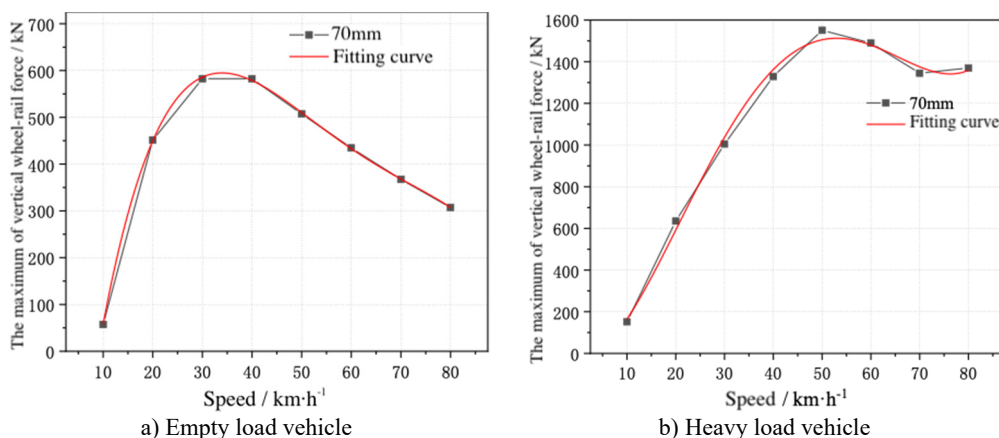 The maximum of vertical wheel-rail force / kN
700
600
500
400
300
200
100
0
70mm
Fitting curve
10 20 30 40 50 60 70 80
Speed / km·h⁻¹
a) Empty load vehicle
The maximum of vertical wheel-rail force / kN
1600
1400
1200
1000
800
600
400
200
0
70mm
Fitting curve
10 20 30 40 50 60 70 80
Speed / km·h⁻¹
b) Heavy load vehicle